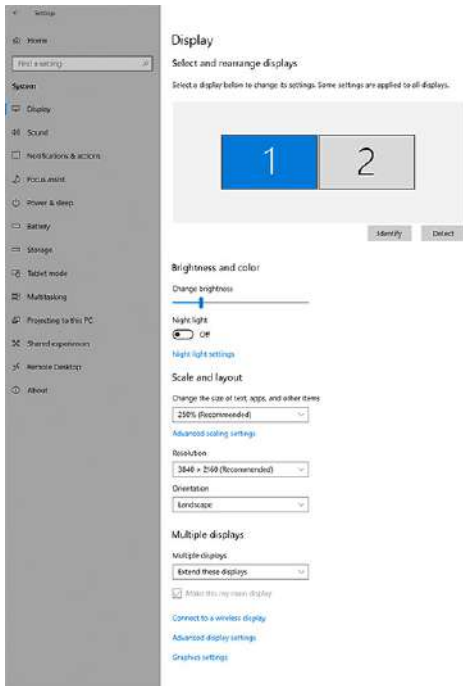 Settings
Home
Find a setting
System
Display
Sound
Notifications & actions
Focus assist
Power & sleep
Battery
Storage
Tablet mode
Multitasking
Projecting to this PC
Shared experiences
Remote Desktop
About
Display
Select and rearrange displays
Select a display below to change its settings. Some settings are applied to all displays.
1 2
Identify Detect
Brightness and color
Change brightness
Night light
Off
Night light settings
Scale and layout
Change the size of text, apps, and other items
250% (Recommended)
Advanced scaling settings
Resolution
3840 × 2160 (Recommended)
Orientation
Landscape
Multiple displays
Multiple displays
Extend these displays
Make this my main display
Connect to a wireless display
Advanced display settings
Graphics settings